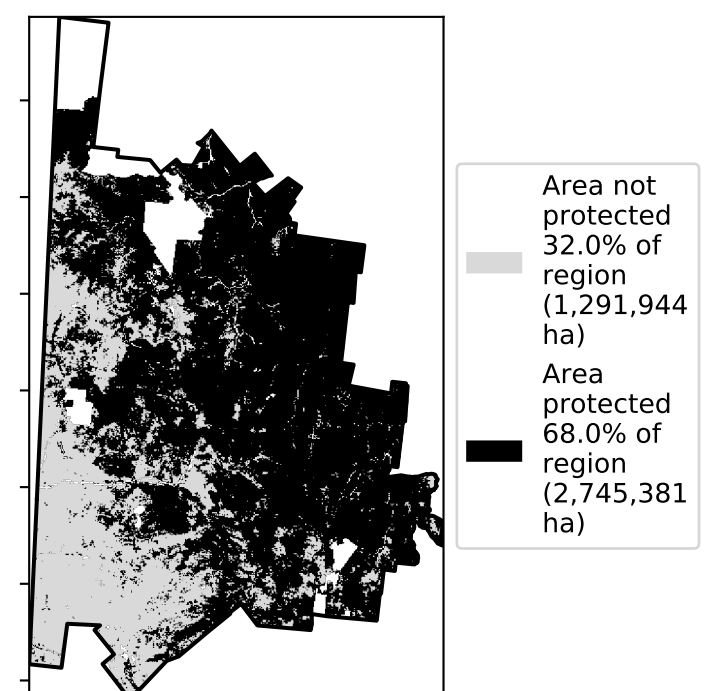 Area not
protected
32.0% of
region
(1,291,944
ha)
Area
protected
68.0% of
region
(2,745,381
ha)